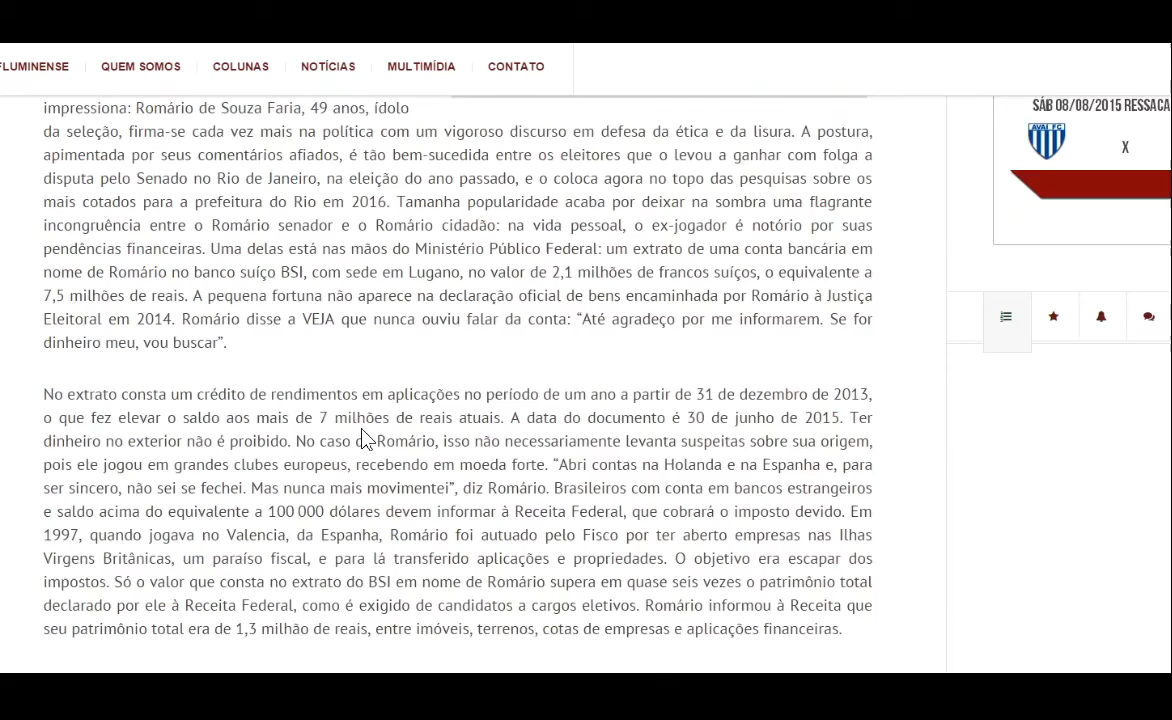 FLUMINENSE
QUEM SOMOS
COLUNAS
NOTÍCIAS
MULTIMÍDIA
CONTATO
impressiona: Romário de Souza Faria, 49 anos, ídolo
da seleção, firma-se cada vez mais na política com um vigoroso discurso em defesa da ética e da lisura. A postura,
apimentada por seus comentários afiados, é tão bem-sucedida entre os eleitores que o levou a ganhar com folga a
disputa pelo Senado no Rio de Janeiro, na eleição do ano passado, e o coloca agora no topo das pesquisas sobre os
mais cotados para a prefeitura do Rio em 2016. Tamanha popularidade acaba por deixar na sombra uma flagrante
incongruência entre o Romário senador e o Romário cidadão: na vida pessoal, o ex-jogador é notório por suas
pendências financeiras. Uma delas está nas mãos do Ministério Público Federal: um extrato de uma conta bancária em
nome de Romário no banco suíço BSI, com sede em Lugano, no valor de 2,1 milhões de francos suíços, o equivalente a
7,5 milhões de reais. A pequena fortuna não aparece na declaração oficial de bens encaminhada por Romário à Justiça
Eleitoral em 2014. Romário disse a VEJA que nunca ouviu falar da conta: “Até agradeço por me informarem. Se for
dinheiro meu, vou buscar”.
No extrato consta um crédito de rendimentos em aplicações no período de um ano a partir de 31 de dezembro de 2013,
o que fez elevar o saldo aos mais de 7 milhões de reais atuais. A data do documento é 30 de junho de 2015. Ter
dinheiro no exterior não é proibido. No caso de Romário, isso não necessariamente levanta suspeitas sobre sua origem,
pois ele jogou em grandes clubes europeus, recebendo em moeda forte. “Abri contas na Holanda e na Espanha e, para
ser sincero, não sei se fechei. Mas nunca mais movimentei”, diz Romário. Brasileiros com conta em bancos estrangeiros
e saldo acima do equivalente a 100 000 dólares devem informar à Receita Federal, que cobrará o imposto devido. Em
1997, quando jogava no Valencia, da Espanha, Romário foi autuado pelo Fisco por ter aberto empresas nas Ilhas
Virgens Britânicas, um paraíso fiscal, e para lá transferido aplicações e propriedades. O objetivo era escapar dos
impostos. Só o valor que consta no extrato do BSI em nome de Romário supera em quase seis vezes o patrimônio total
declarado por ele à Receita Federal, como é exigido de candidatos a cargos eletivos. Romário informou à Receita que
seu patrimônio total era de 1,3 milhão de reais, entre imóveis, terrenos, cotas de empresas e aplicações financeiras.
SÁB 08/08/2015 RESSACA
AVAÍ FC
X